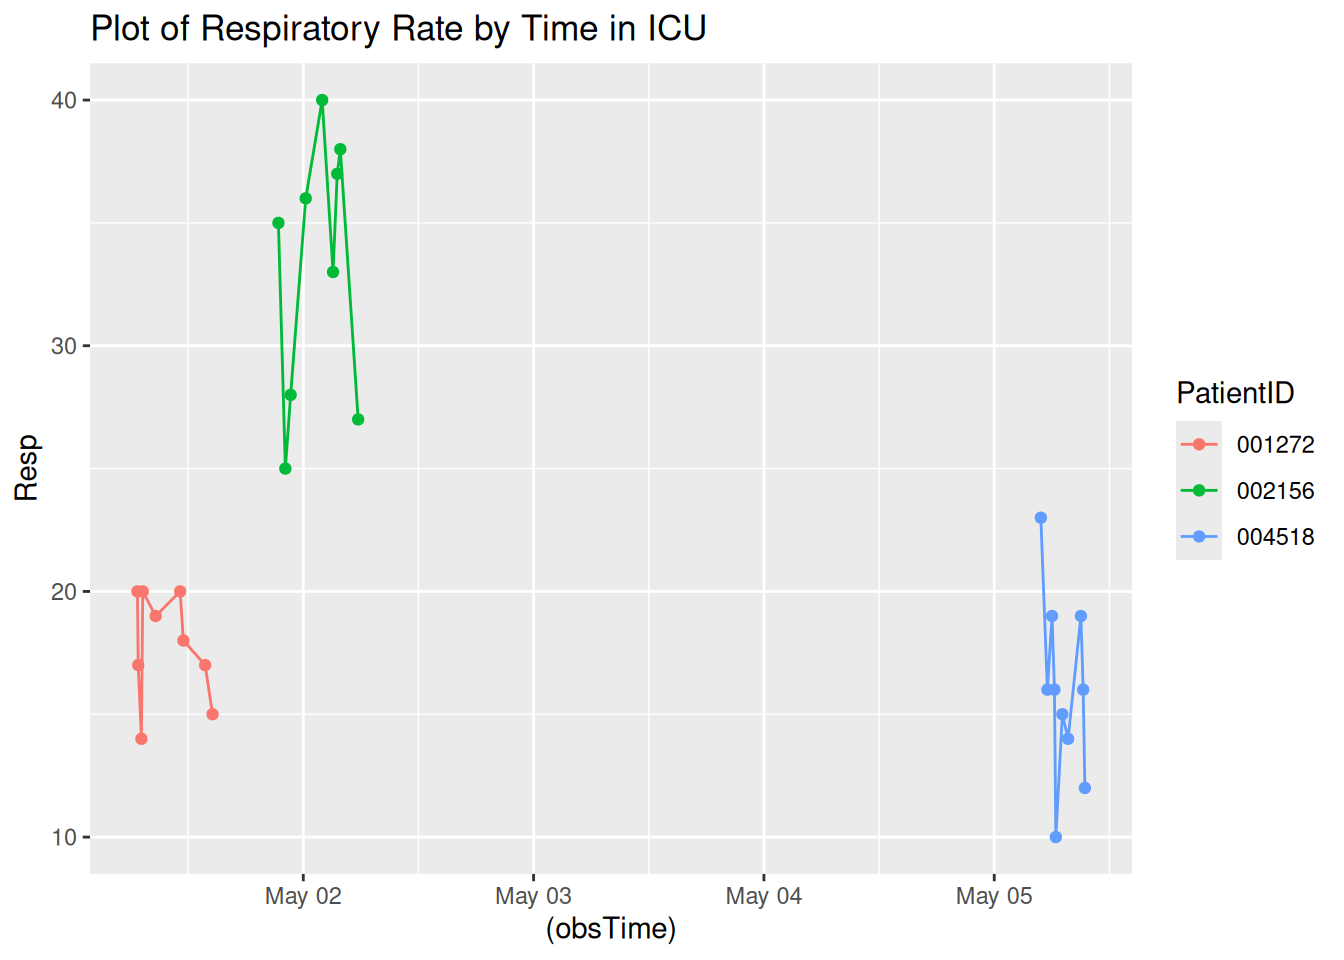 Plot of Respiratory Rate by Time in ICU
40
30
20
10
Resp
May 02
May 03
May 04
May 05
(obsTime)
PatientID
001272
002156
004518